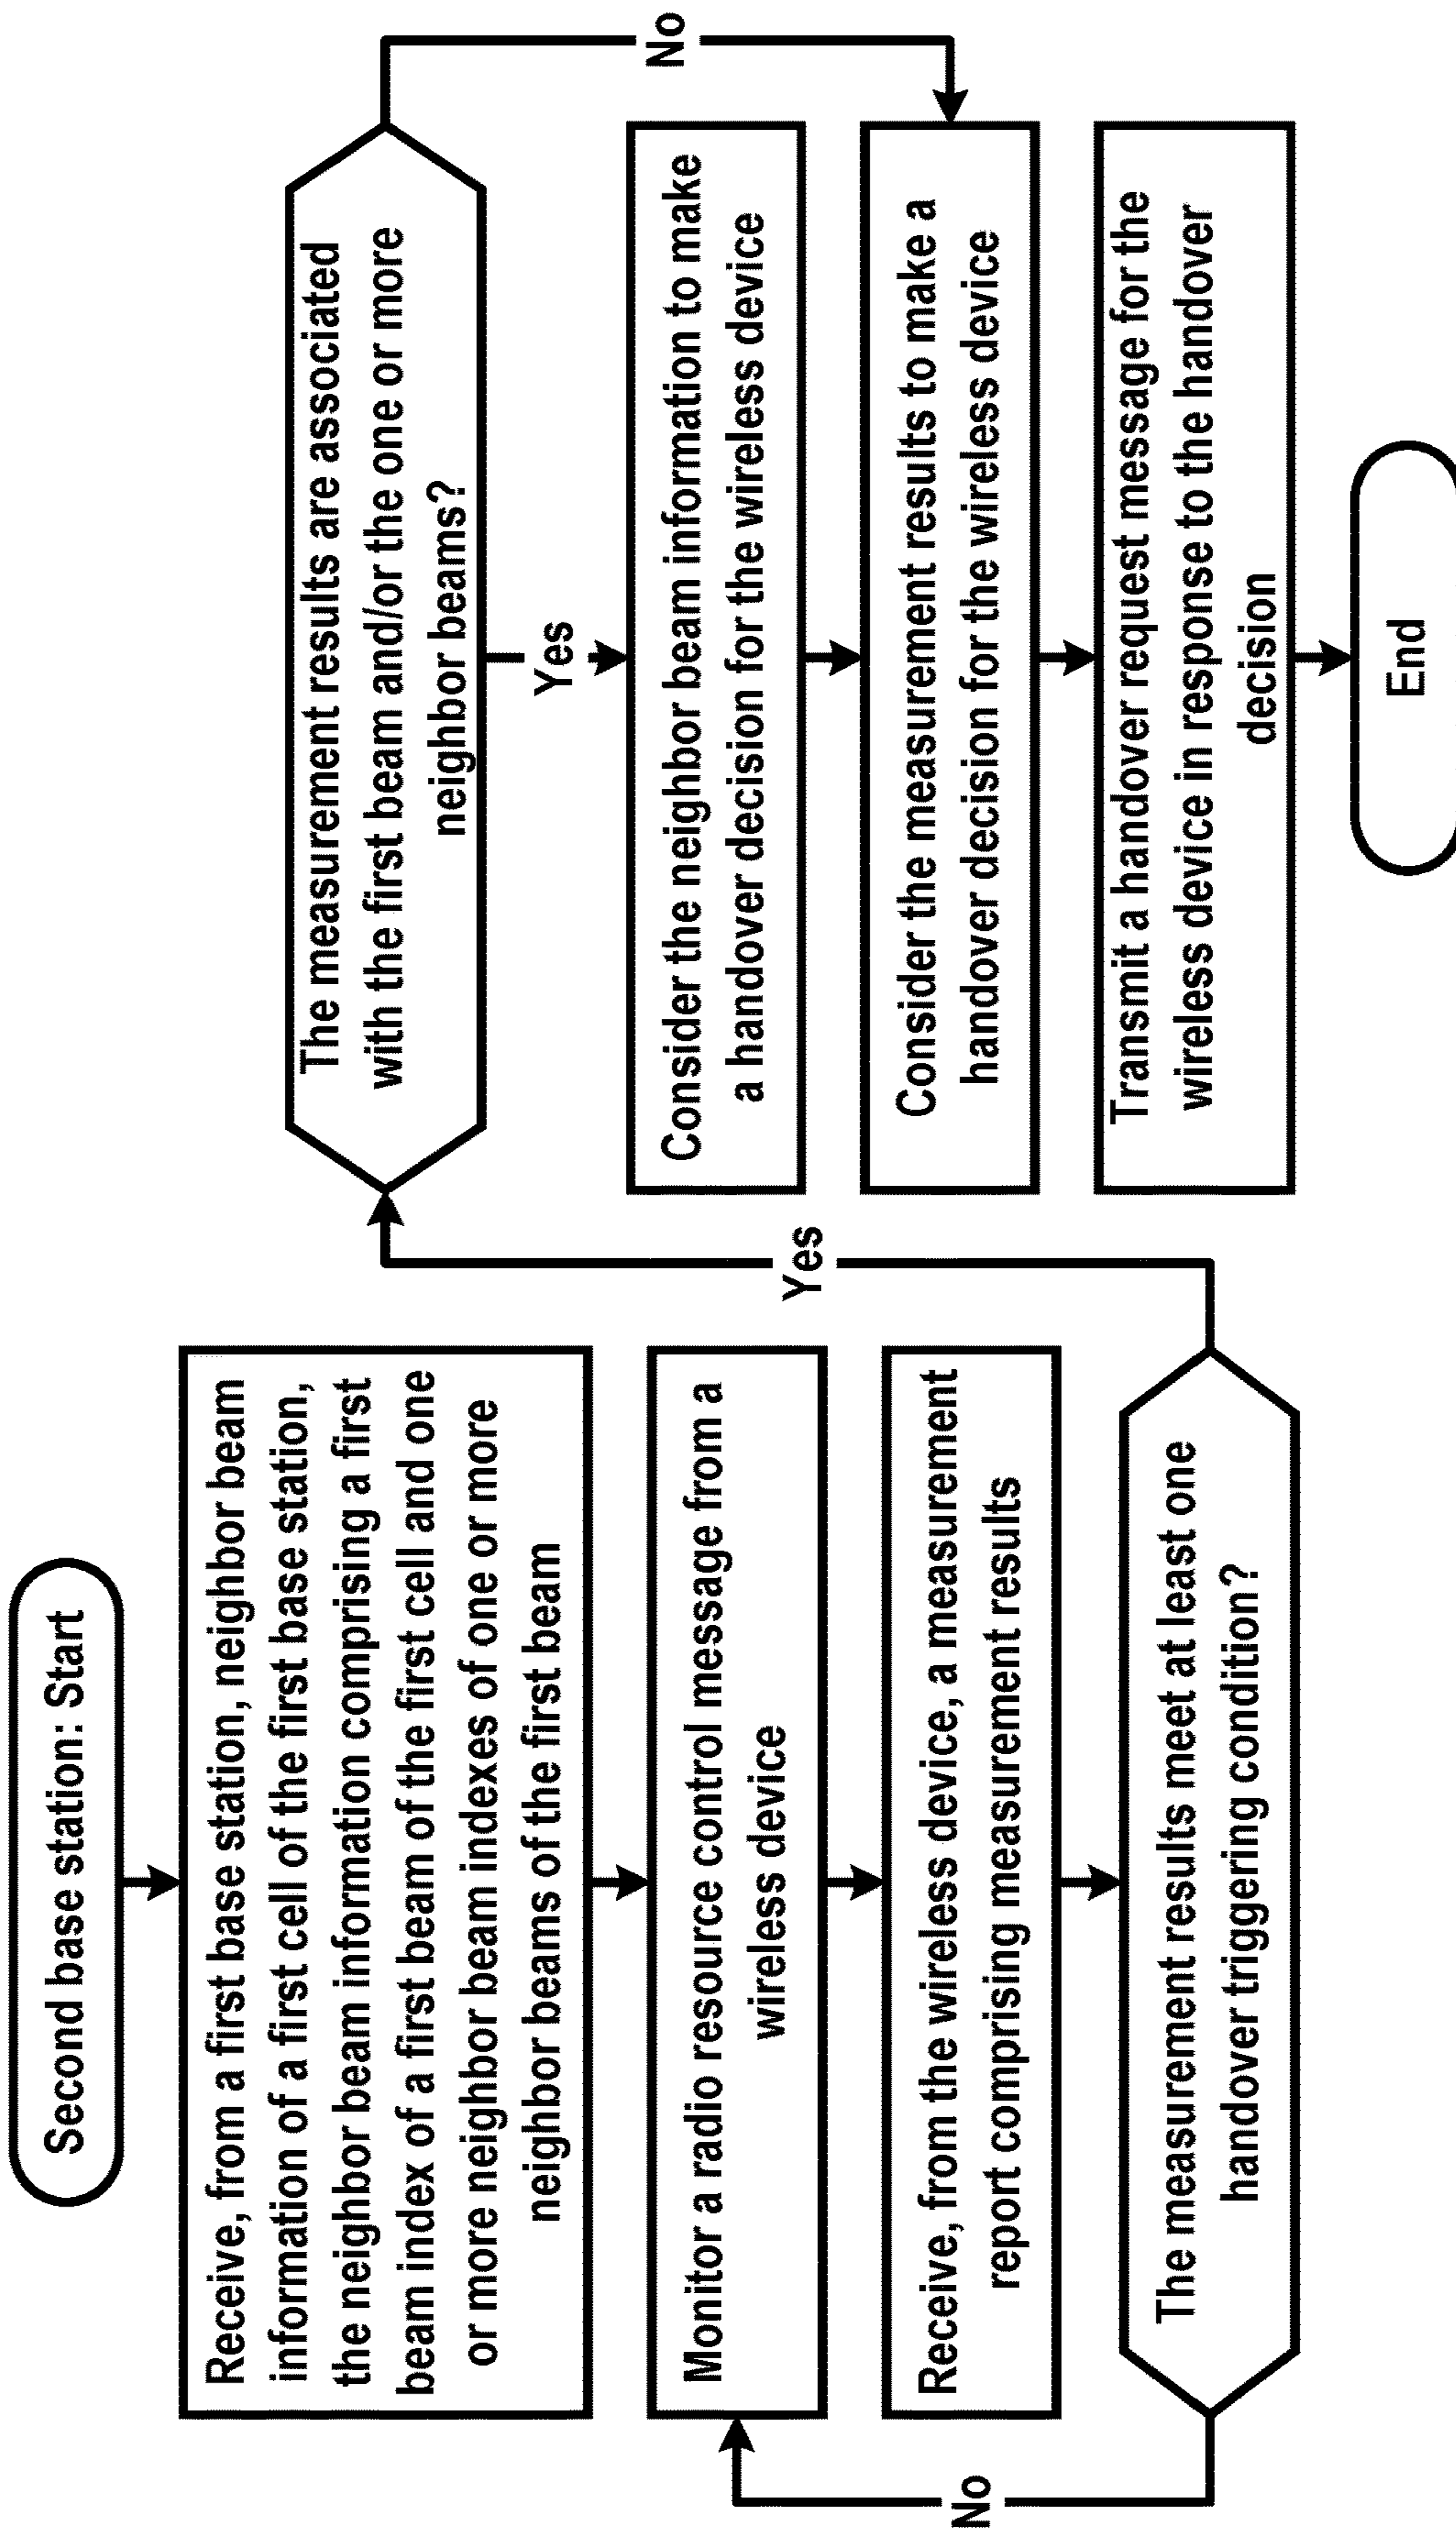 Second base station: Start
Receive, from a first base station, neighbor beam
information of a first cell of the first base station,
the neighbor beam information comprising a first
beam index of a first beam of the first cell and one
or more neighbor beam indexes of one or more
neighbor beams of the first beam
Monitor a radio resource control message from a
wireless device
Receive, from the wireless device, a measurement
report comprising measurement results
The measurement results meet at least one
handover triggering condition?
No
Yes
The measurement results are associated
with the first beam and/or the one or more
neighbor beams?
No
Yes
Consider the neighbor beam information to make
a handover decision for the wireless device
Consider the measurement results to make a
handover decision for the wireless device
Transmit a handover request message for the
wireless device in response to the handover
decision
End